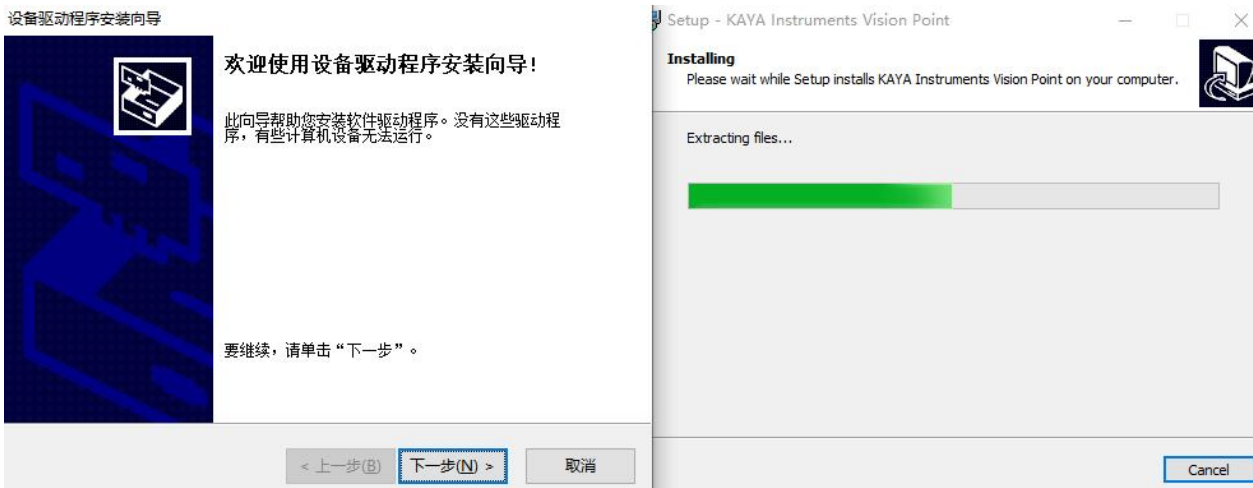 设备驱动程序安装向导
欢迎使用设备驱动程序安装向导!
此向导帮助您安装软件驱动程序。没有这些驱动程
序，有些计算机设备无法运行。
要继续，请单击“下一步”。
< 上一步(B)
下一步(N) >
取消
Setup - KAYA Instruments Vision Point
Installing
Please wait while Setup installs KAYA Instruments Vision Point on your computer.
Extracting files...
Cancel